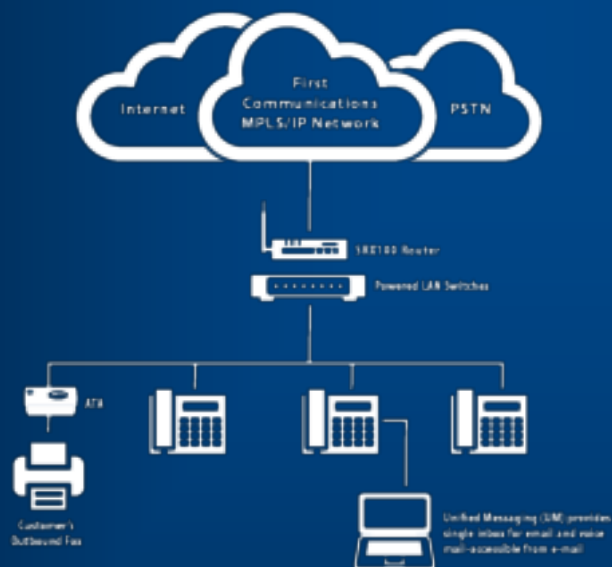 Internet
First
Communications
MPLS/IP Network
PSTN
SRX100 Router
Powered LAN Switches
ATA
Customer's
Outbound Fax
Unified Messaging (UM) provides
single inbox for email and voice
mail-accessible from e-mail